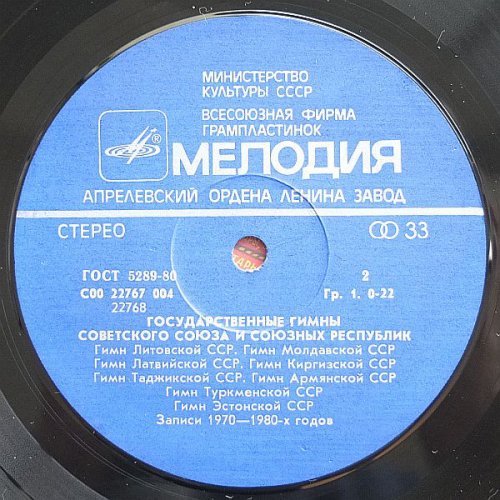 МИНИСТЕРСТВО
КУЛЬТУРЫ СССР
ВСЕСОЮЗНАЯ ФИРМА
ГРАМПЛАСТИНОК
®
МЕЛОДИЯ
АПРЕЛЕВСКИЙ ОРДЕНА ЛЕНИНА ЗАВОД
СТЕРЕО
33
ГОСТ 5289-80
2
С00 22767 004
Гр. 1. 0-22
22768
ГОСУДАРСТВЕННЫЕ ГИМНЫ
СОВЕТСКОГО СОЮЗА И СОЮЗНЫХ РЕСПУБЛИК
Гимн Литовской ССР. Гимн Молдавской ССР
Гимн Латвийской ССР. Гимн Киргизской ССР
Гимн Таджикской ССР. Гимн Армянской ССР
Гимн Туркменской ССР
Гимн Эстонской ССР
Записи 1970—1980-х годов